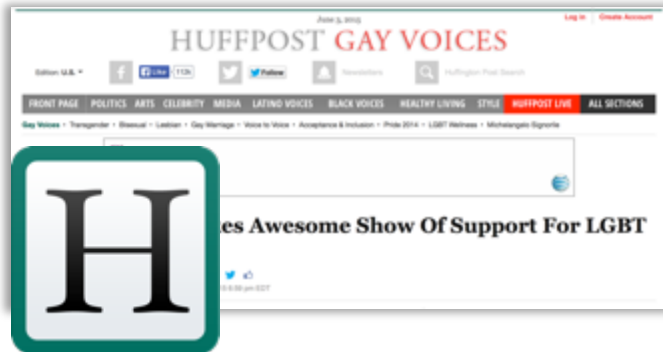 June 3, 2015
Log in Create Account
HUFFPOST GAY VOICES
Edition: U.S.
f Like 112k Follow Newsletters Huffington Post Search
FRONT PAGE POLITICS ARTS CELEBRITY MEDIA LATINO VOICES BLACK VOICES HEALTHY LIVING STYLE HUFFPOST LIVE ALL SECTIONS
Gay Voices • Transgender • Bisexual • Lesbian • Gay Marriage • Voice to Voice • Acceptance & Inclusion • Pride 2014 • LGBT Wellness • Michelangelo Signorile
es Awesome Show Of Support For LGBT
H
pm EDT